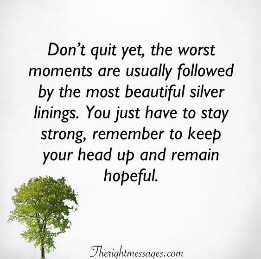 Don't quit yet, the worst
moments are usually followed
by the most beautiful silver
linings. You just have to stay
strong, remember to keep
your head up and remain
hopeful.
Therightmessages.com